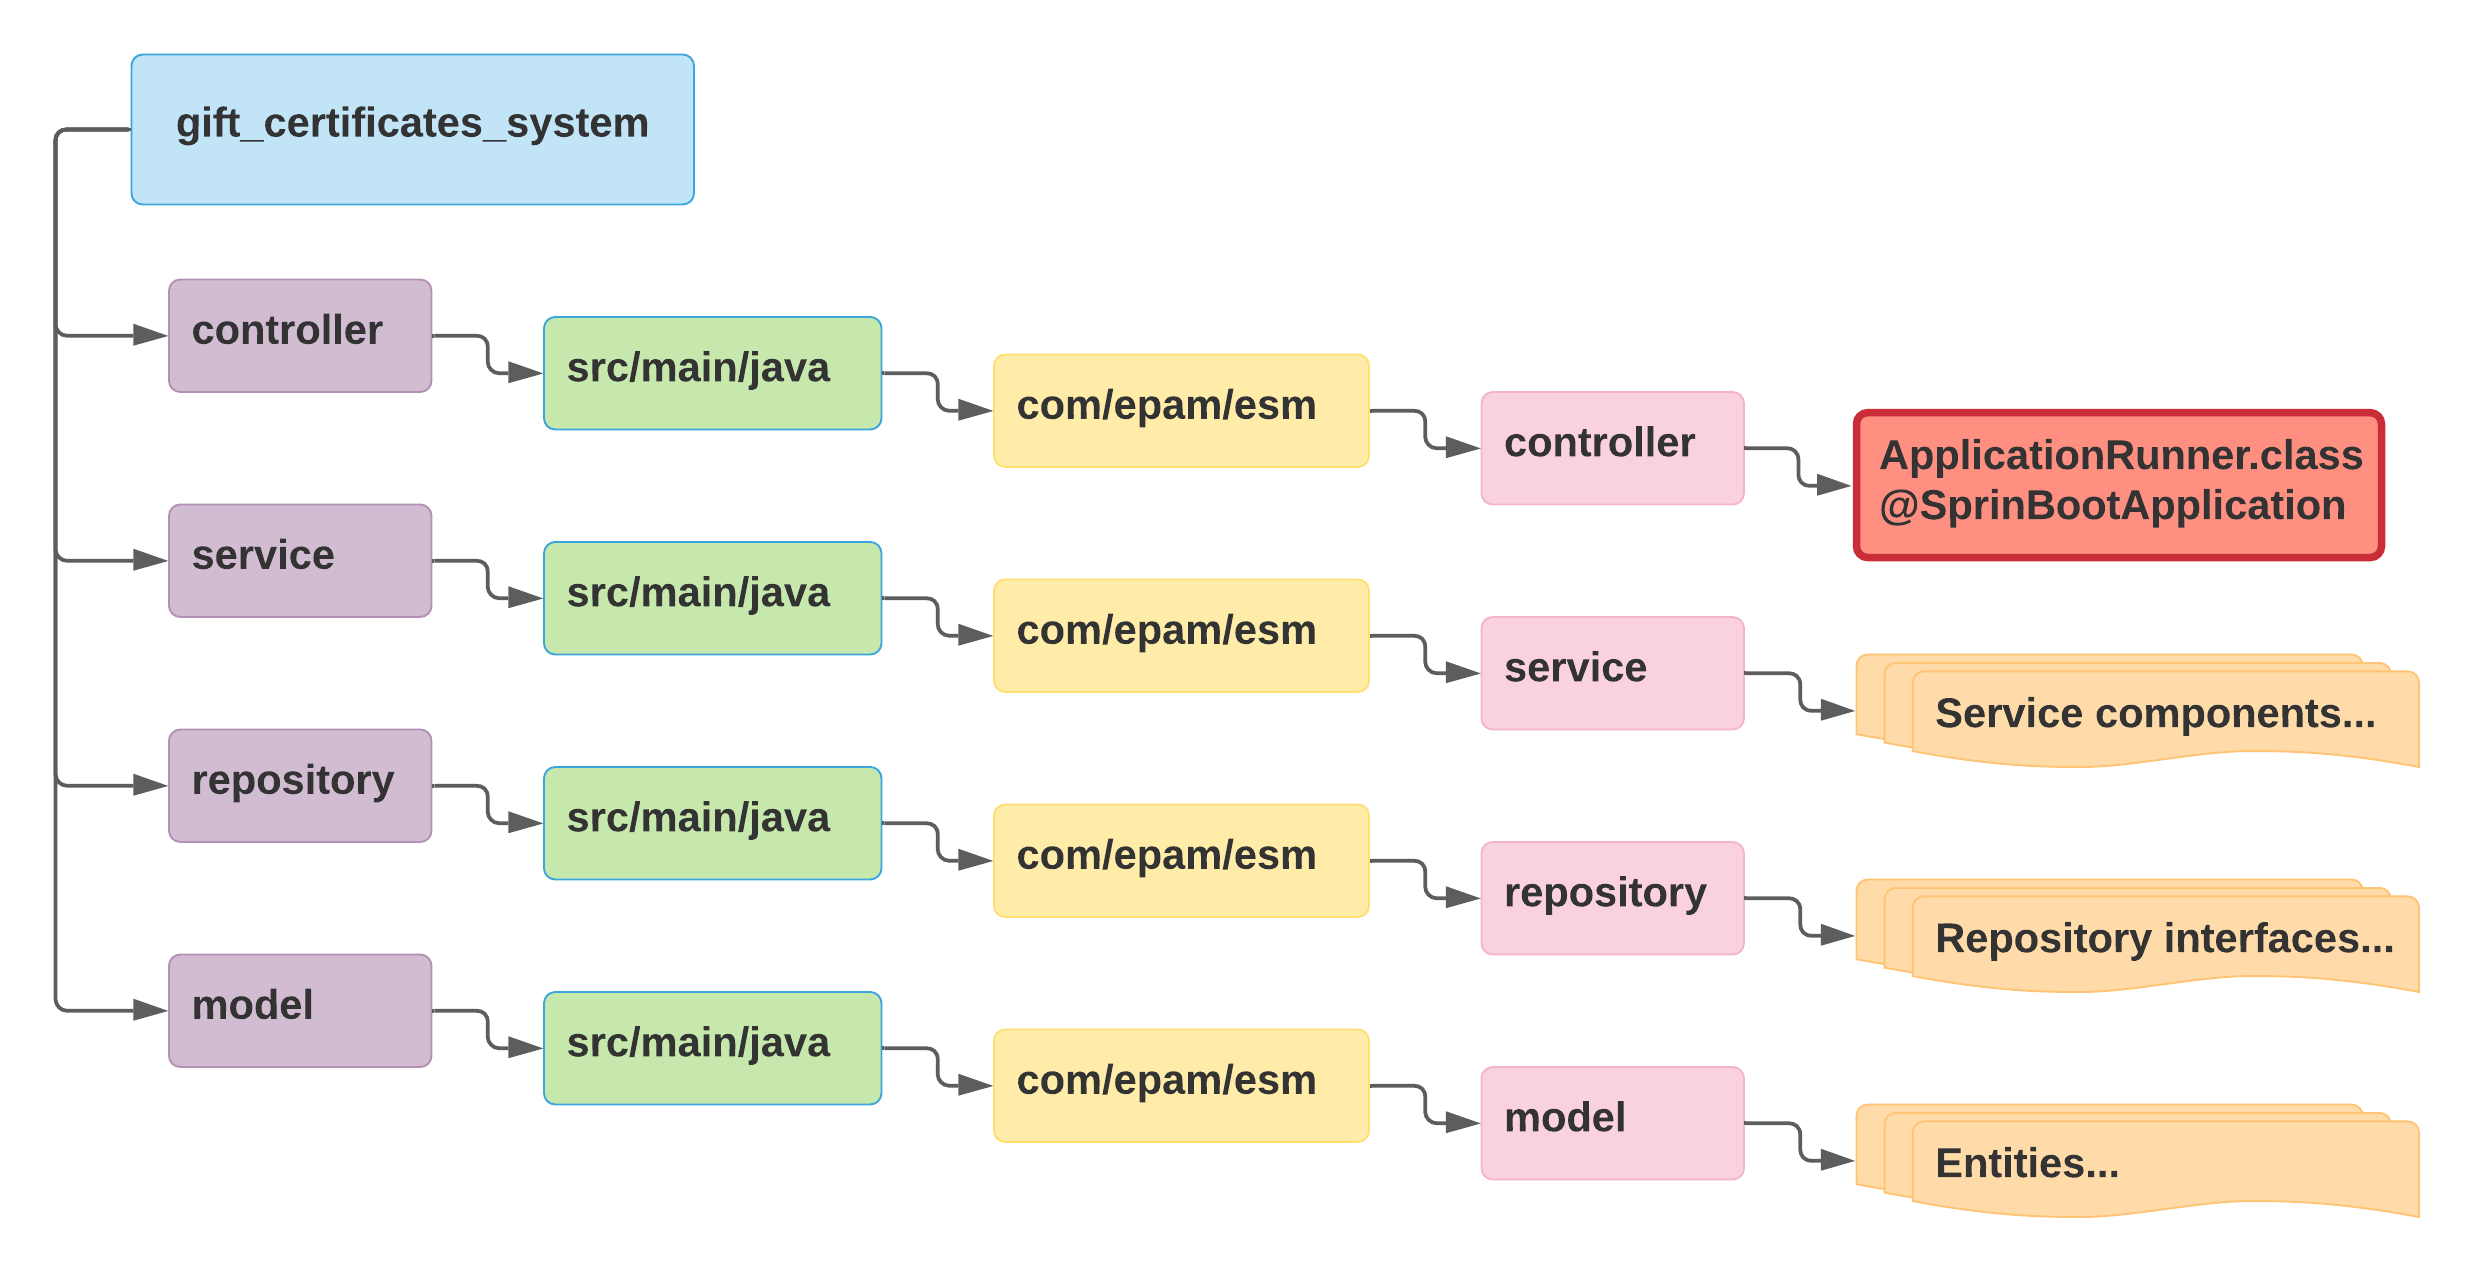 gift_certificates_system
controller
src/main/java
com/epam/esm
controller
ApplicationRunner.class
@SprinBootApplication
service
src/main/java
com/epam/esm
service
Service components...
repository
src/main/java
com/epam/esm
repository
Repository interfaces...
model
src/main/java
com/epam/esm
model
Entities...